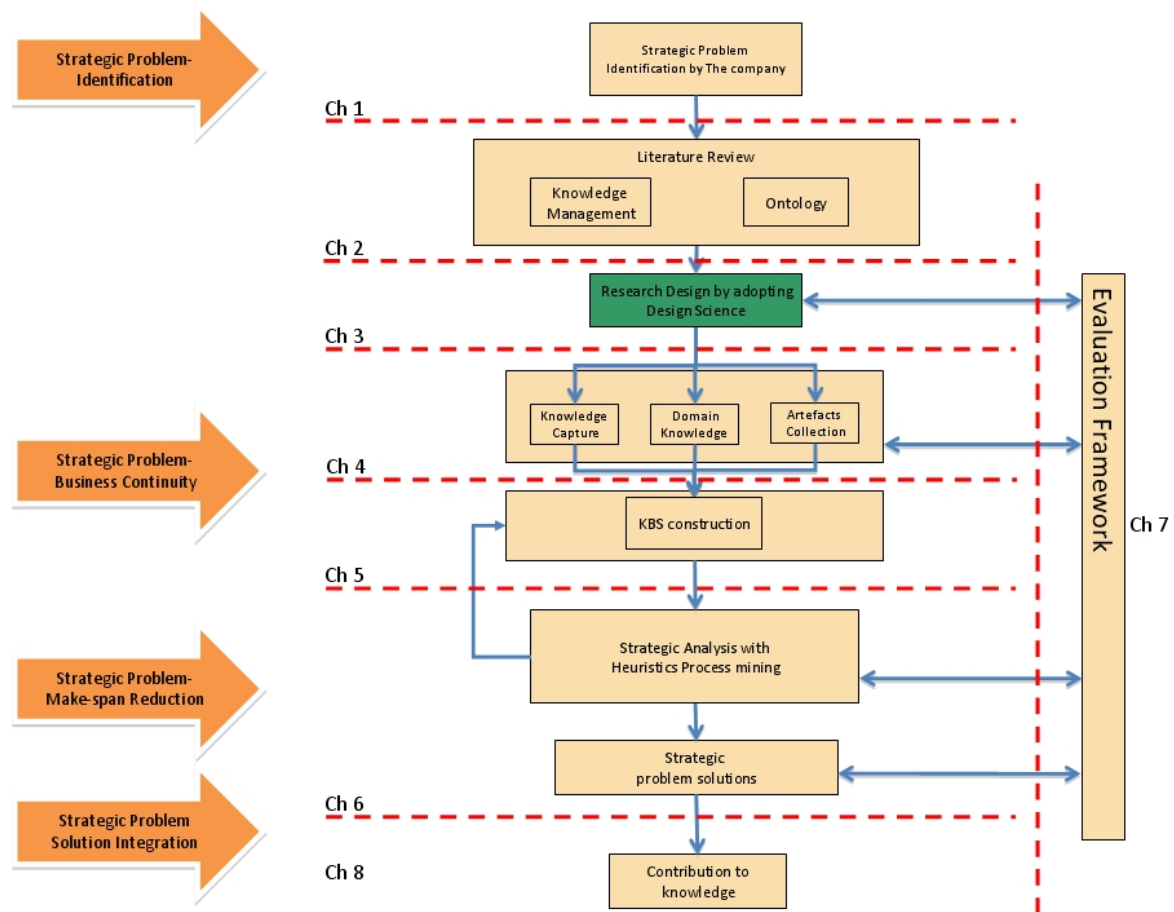 Strategic Problem-
Identification
Strategic Problem
Identification by The company
Ch 1
Literature Review
Knowledge
Management
Ontology
Ch 2
Research Design by adopting
Design Science
Ch 3
Evaluation Framework
Knowledge
Capture
Domain
Knowledge
Artefacts
Collection
Strategic Problem-
Business Continuity
Ch 4
KBS construction
Ch 7
Ch 5
Strategic Analysis with
Heuristics Process mining
Strategic Problem-
Make-span Reduction
Strategic
problem solutions
Ch 6
Strategic Problem
Solution Integration
Ch 8
Contribution to
knowledge